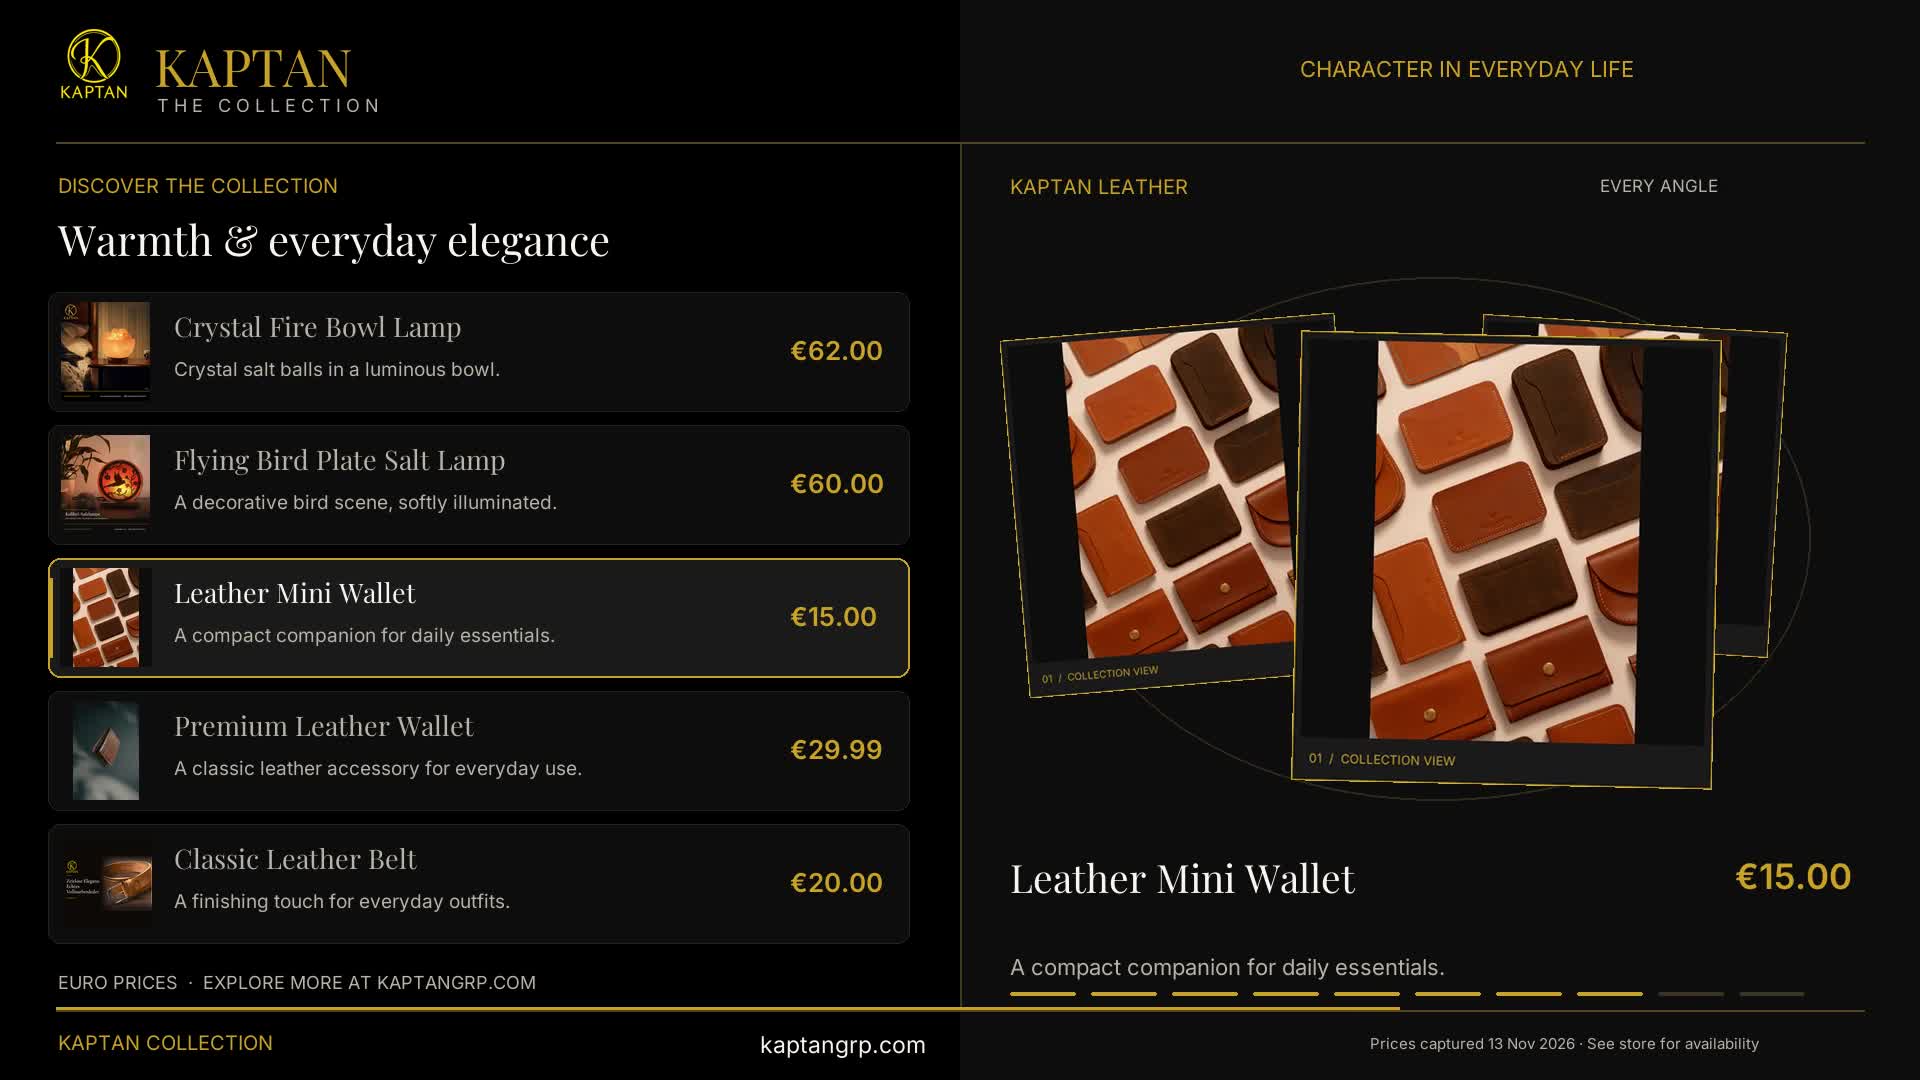 KAPTAN
KAPTAN
THE COLLECTION
CHARACTER IN EVERYDAY LIFE
DISCOVER THE COLLECTION
Warmth & everyday elegance
Crystal Fire Bowl Lamp
Crystal salt balls in a luminous bowl.
€62.00
Flying Bird Plate Salt Lamp
A decorative bird scene, softly illuminated.
€60.00
Leather Mini Wallet
A compact companion for daily essentials.
€15.00
Premium Leather Wallet
A classic leather accessory for everyday use.
€29.99
Classic Leather Belt
A finishing touch for everyday outfits.
€20.00
EURO PRICES · EXPLORE MORE AT KAPTANGRP.COM
KAPTAN LEATHER
EVERY ANGLE
01 / COLLECTION VIEW
01 / COLLECTION VIEW
Leather Mini Wallet
€15.00
A compact companion for daily essentials.
KAPTAN COLLECTION
kaptangrp.com
Prices captured 13 Nov 2026 · See store for availability